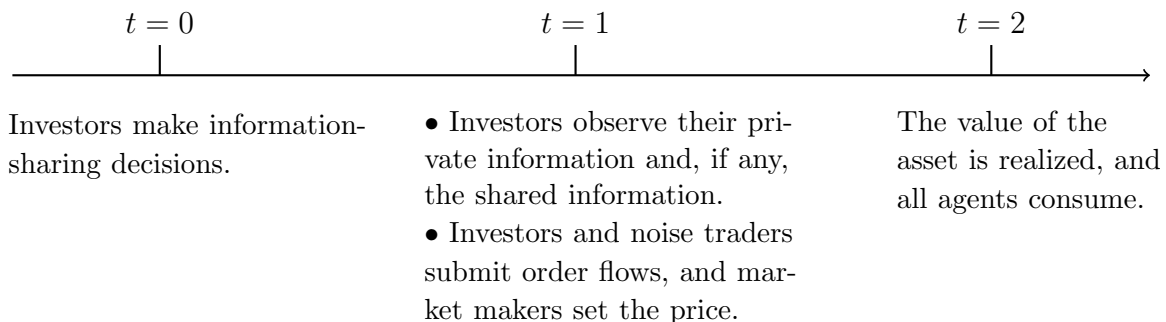 t = 0
t = 1
t = 2
Investors make information-
sharing decisions.
• Investors observe their pri-
vate information and, if any,
the shared information.
• Investors and noise traders
submit order flows, and mar-
ket makers set the price.
The value of the
asset is realized, and
all agents consume.